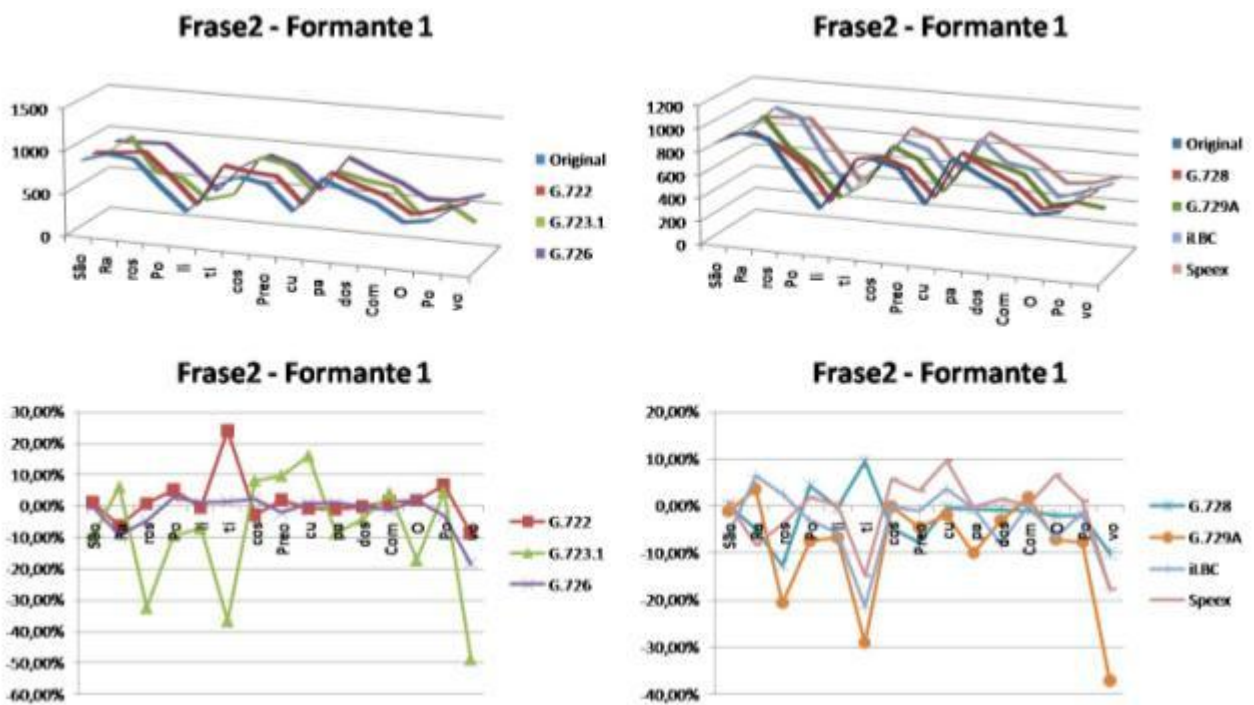 Frase2 - Formante 1
1500
1000
500
0
São
Ra
ros
Po
li
ti
cos
Preo
cu
pa
dos
Com
O
Po
vo
Original
G.722
G.723.1
G.726
Frase2 - Formante 1
1200
1000
800
600
400
200
0
São
Ra
ros
Po
li
ti
cos
Preo
cu
pa
dos
Com
O
Po
vo
Original
G.728
G.729A
iLBC
Speex
Frase2 - Formante 1
30,00%
20,00%
10,00%
0,00%
-10,00%
-20,00%
-30,00%
-40,00%
-50,00%
-60,00%
São
Ra
ros
Po
li
ti
cos
Preo
cu
pa
dos
Com
O
Po
vo
G.722
G.723.1
G.726
Frase2 - Formante 1
20,00%
10,00%
0,00%
-10,00%
-20,00%
-30,00%
-40,00%
São
Ra
ros
Po
li
ti
cos
Preo
cu
pa
dos
Com
O
Po
vo
G.728
G.729A
iLBC
Speex